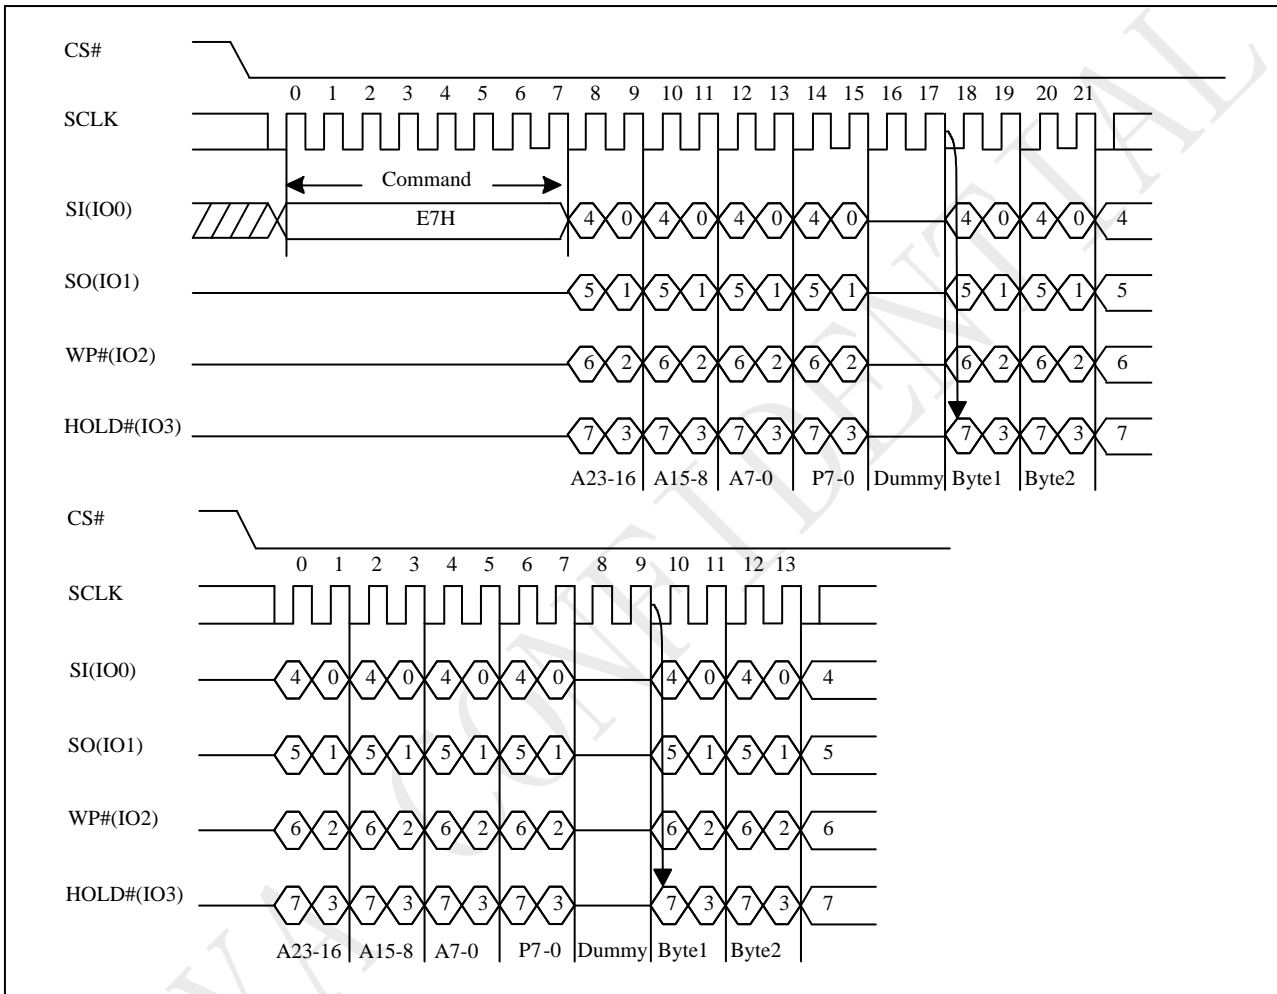 CS#
0 1 2 3 4 5 6 7 8 9 10 11 12 13 14 15 16 17 18 19 20 21
SCLK
Command
SI(IO0) E7H 4 0 4 0 4 0 4 0 4 0 4 0 4
SO(IO1) 5 1 5 1 5 1 5 1 5 1 5 1 5
WP#(IO2) 6 2 6 2 6 2 6 2 6 2 6 2 6
HOLD#(IO3) 7 3 7 3 7 3 7 3 7 3 7 3 7
A23-16 A15-8 A7-0 P7-0 Dummy Byte1 Byte2
CS#
0 1 2 3 4 5 6 7 8 9 10 11 12 13
SCLK
SI(IO0) 4 0 4 0 4 0 4 0 4 0 4 0 4
SO(IO1) 5 1 5 1 5 1 5 1 5 1 5 1 5
WP#(IO2) 6 2 6 2 6 2 6 2 6 2 6 2 6
HOLD#(IO3) 7 3 7 3 7 3 7 3 7 3 7 3 7
A23-16 A15-8 A7-0 P7-0 Dummy Byte1 Byte2
CONFIDENTIAL